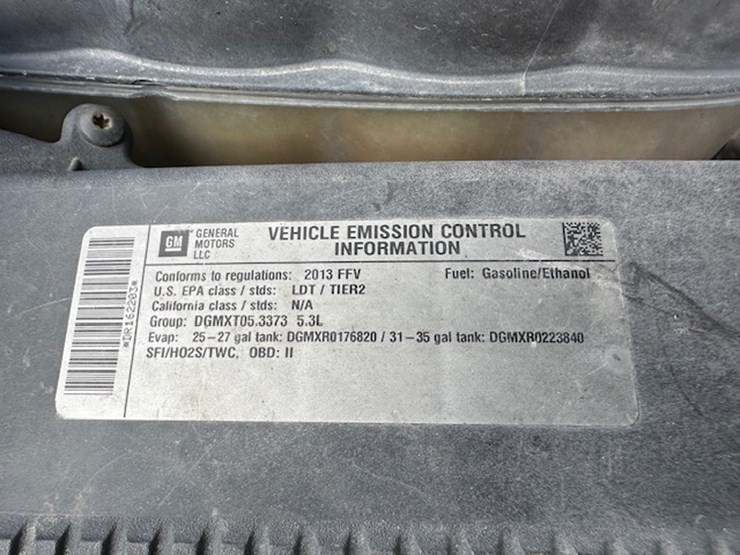 GM
GENERAL
MOTORS
LLC
VEHICLE EMISSION CONTROL
INFORMATION
Conforms to regulations: 2013 FFV Fuel: Gasoline/Ethanol
U.S. EPA class / stds: LDT / TIER2
California class / stds: N/A
Group: DGMXT05.3373 5.3L
Evap: 25-27 gal tank: DGMXR0176820 / 31-35 gal tank: DGMXR0223840
SFI/HO2S/TWC, OBD: II
*DR162203*